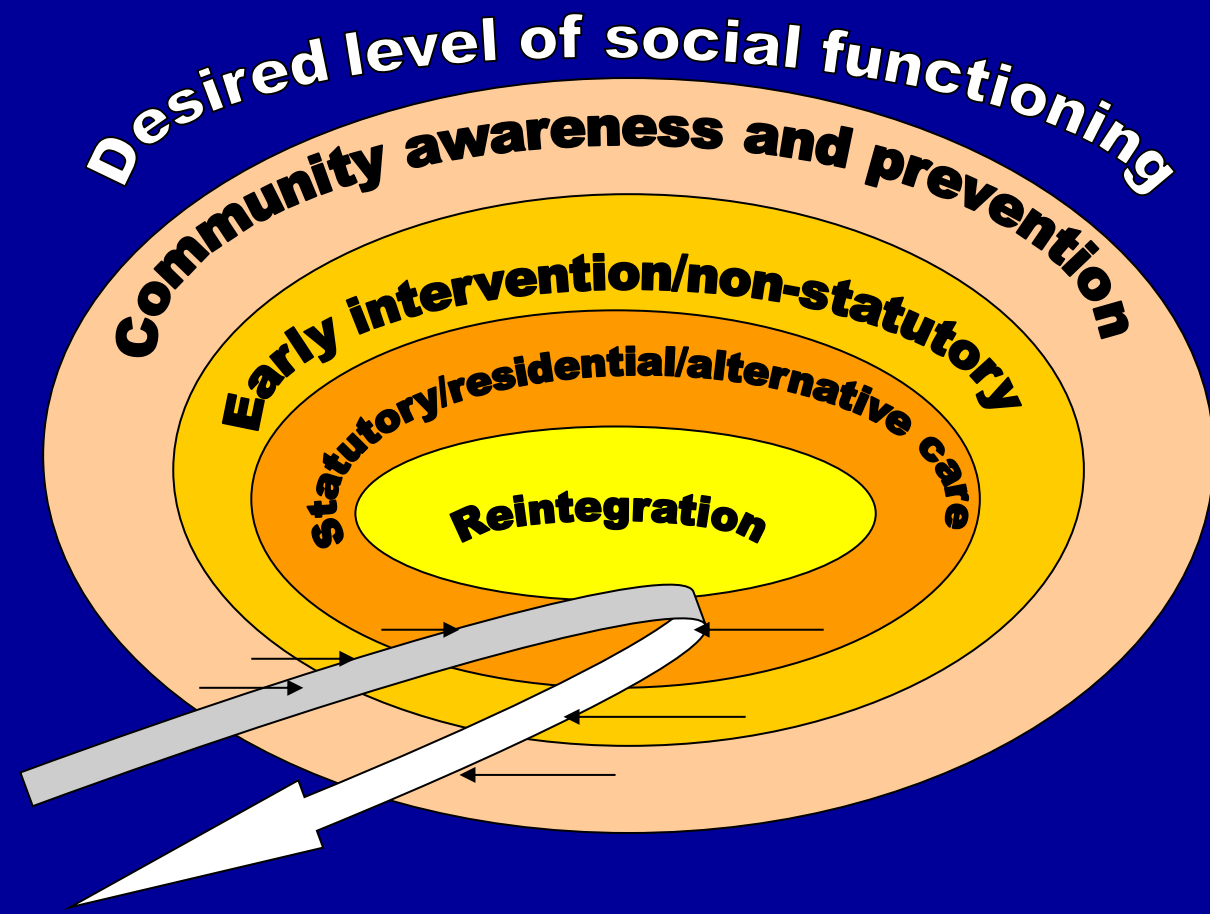 Desired level of social functioning
Community awareness and prevention
Early intervention/non-statutory
Statutory/residential/alternative care
Reintegration